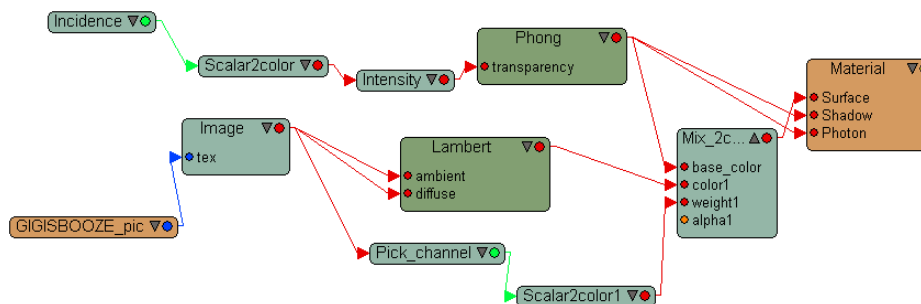 Incidence
Scalar2color
Intensity
Phong
transparency
Material
Surface
Shadow
Photon
Image
tex
Lambert
ambient
diffuse
Mix_2c...
base_color
color1
weight1
alpha1
GIGISBOOZE_pic
Pick_channel
Scalar2color1